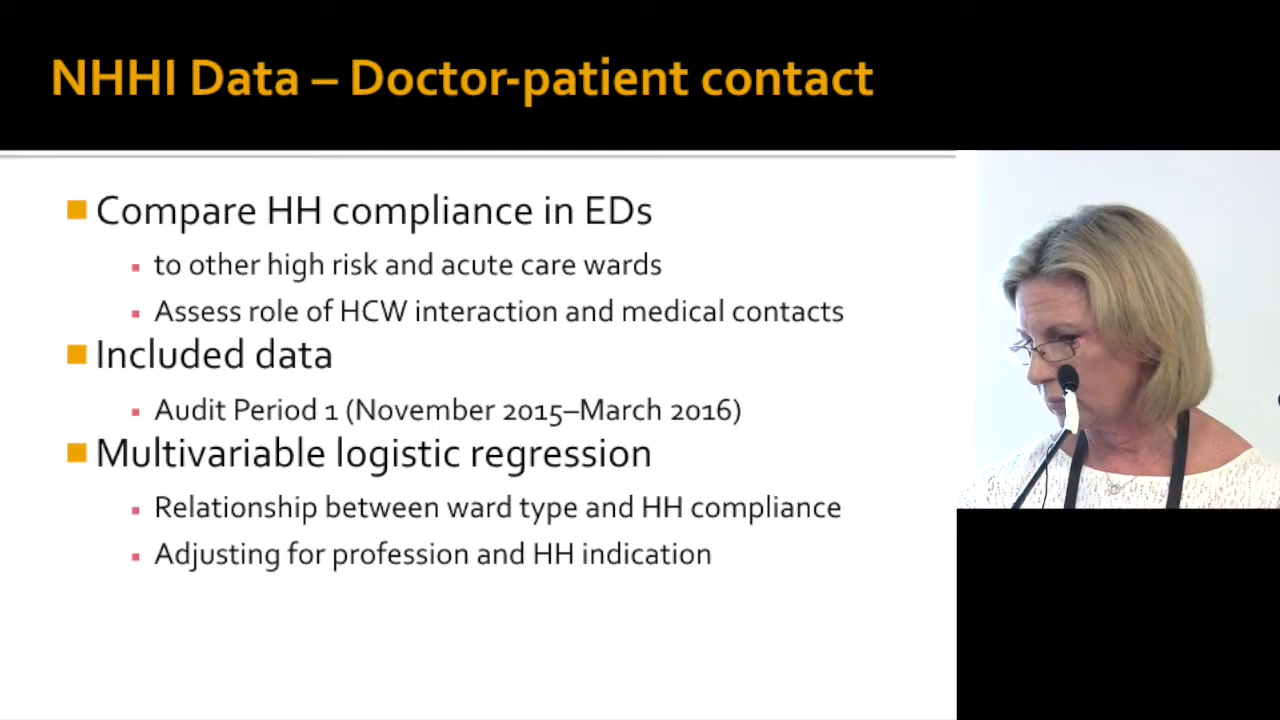 NHHI Data – Doctor-patient contact
Compare HH compliance in EDs
to other high risk and acute care wards
Assess role of HCW interaction and medical contacts
Included data
Audit Period 1 (November 2015–March 2016)
Multivariable logistic regression
Relationship between ward type and HH compliance
Adjusting for profession and HH indication